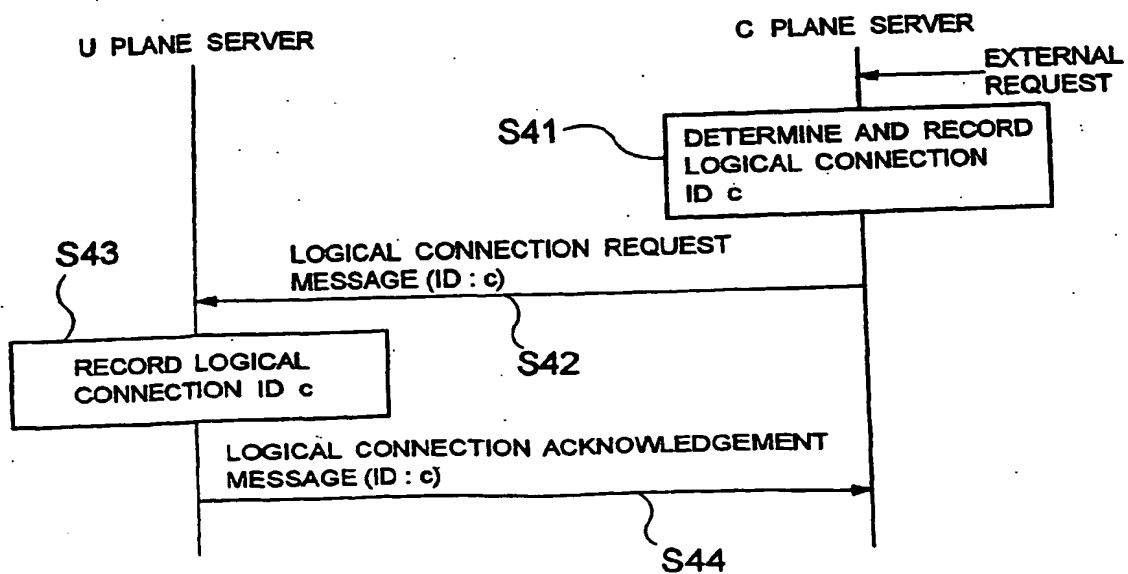 U PLANE SERVER
C PLANE SERVER
EXTERNAL
REQUEST
S41
DETERMINE AND RECORD
LOGICAL CONNECTION
ID c
LOGICAL CONNECTION REQUEST
MESSAGE (ID : c)
S43
S42
RECORD LOGICAL
CONNECTION ID c
LOGICAL CONNECTION ACKNOWLEDGEMENT
MESSAGE (ID : c)
S44